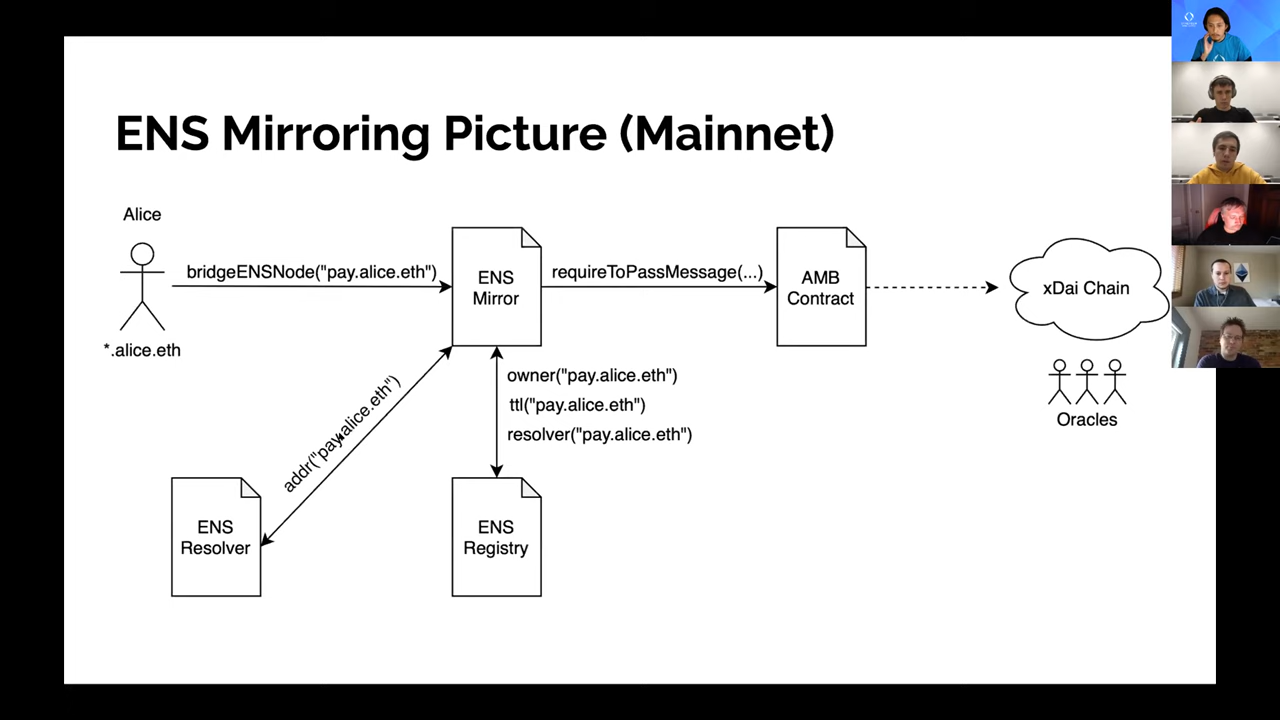 ENS Mirroring Picture (Mainnet)
Alice
bridgeENSNode("pay.alice.eth")
*.alice.eth
ENS
Mirror
requireToPassMessage(...)
AMB
Contract
xDai Chain
Oracles
addr("pay.alice.eth")
owner("pay.alice.eth")
ttl("pay.alice.eth")
resolver("pay.alice.eth")
ENS
Resolver
ENS
Registry